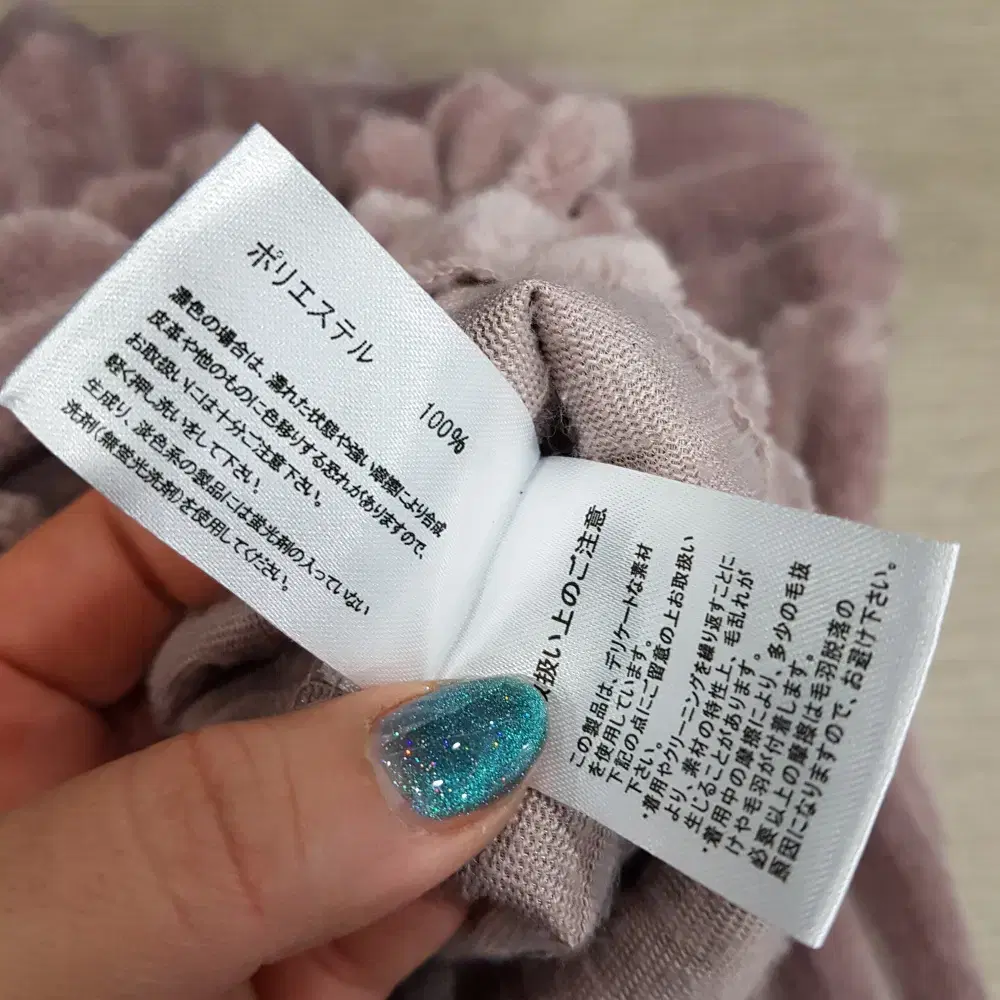 ポリエステル
100%
濃色の場合は、濡れた状態や強い摩擦により合成
皮革や他のものに色移りする恐れがありますので、
お取扱いには十分ご注意下さい。
軽く押し洗いをして下さい。
生成り、淡色系の製品には蛍光剤の入っていない
洗剤(無蛍光洗剤)を使用してください。
扱い上のご注意
この製品は、デリケートな素材
を使用しています。
下記の点にご留意の上お取扱い
下さい。
*着用やクリーニングを繰り返すことに
より、素材の特性上、毛乱れが
生じることがあります。
*着用中の摩擦により、多少の毛抜
けや毛羽が付着します。
必要以上の摩擦は毛羽脱落の
原因になりますので、お避け下さい。